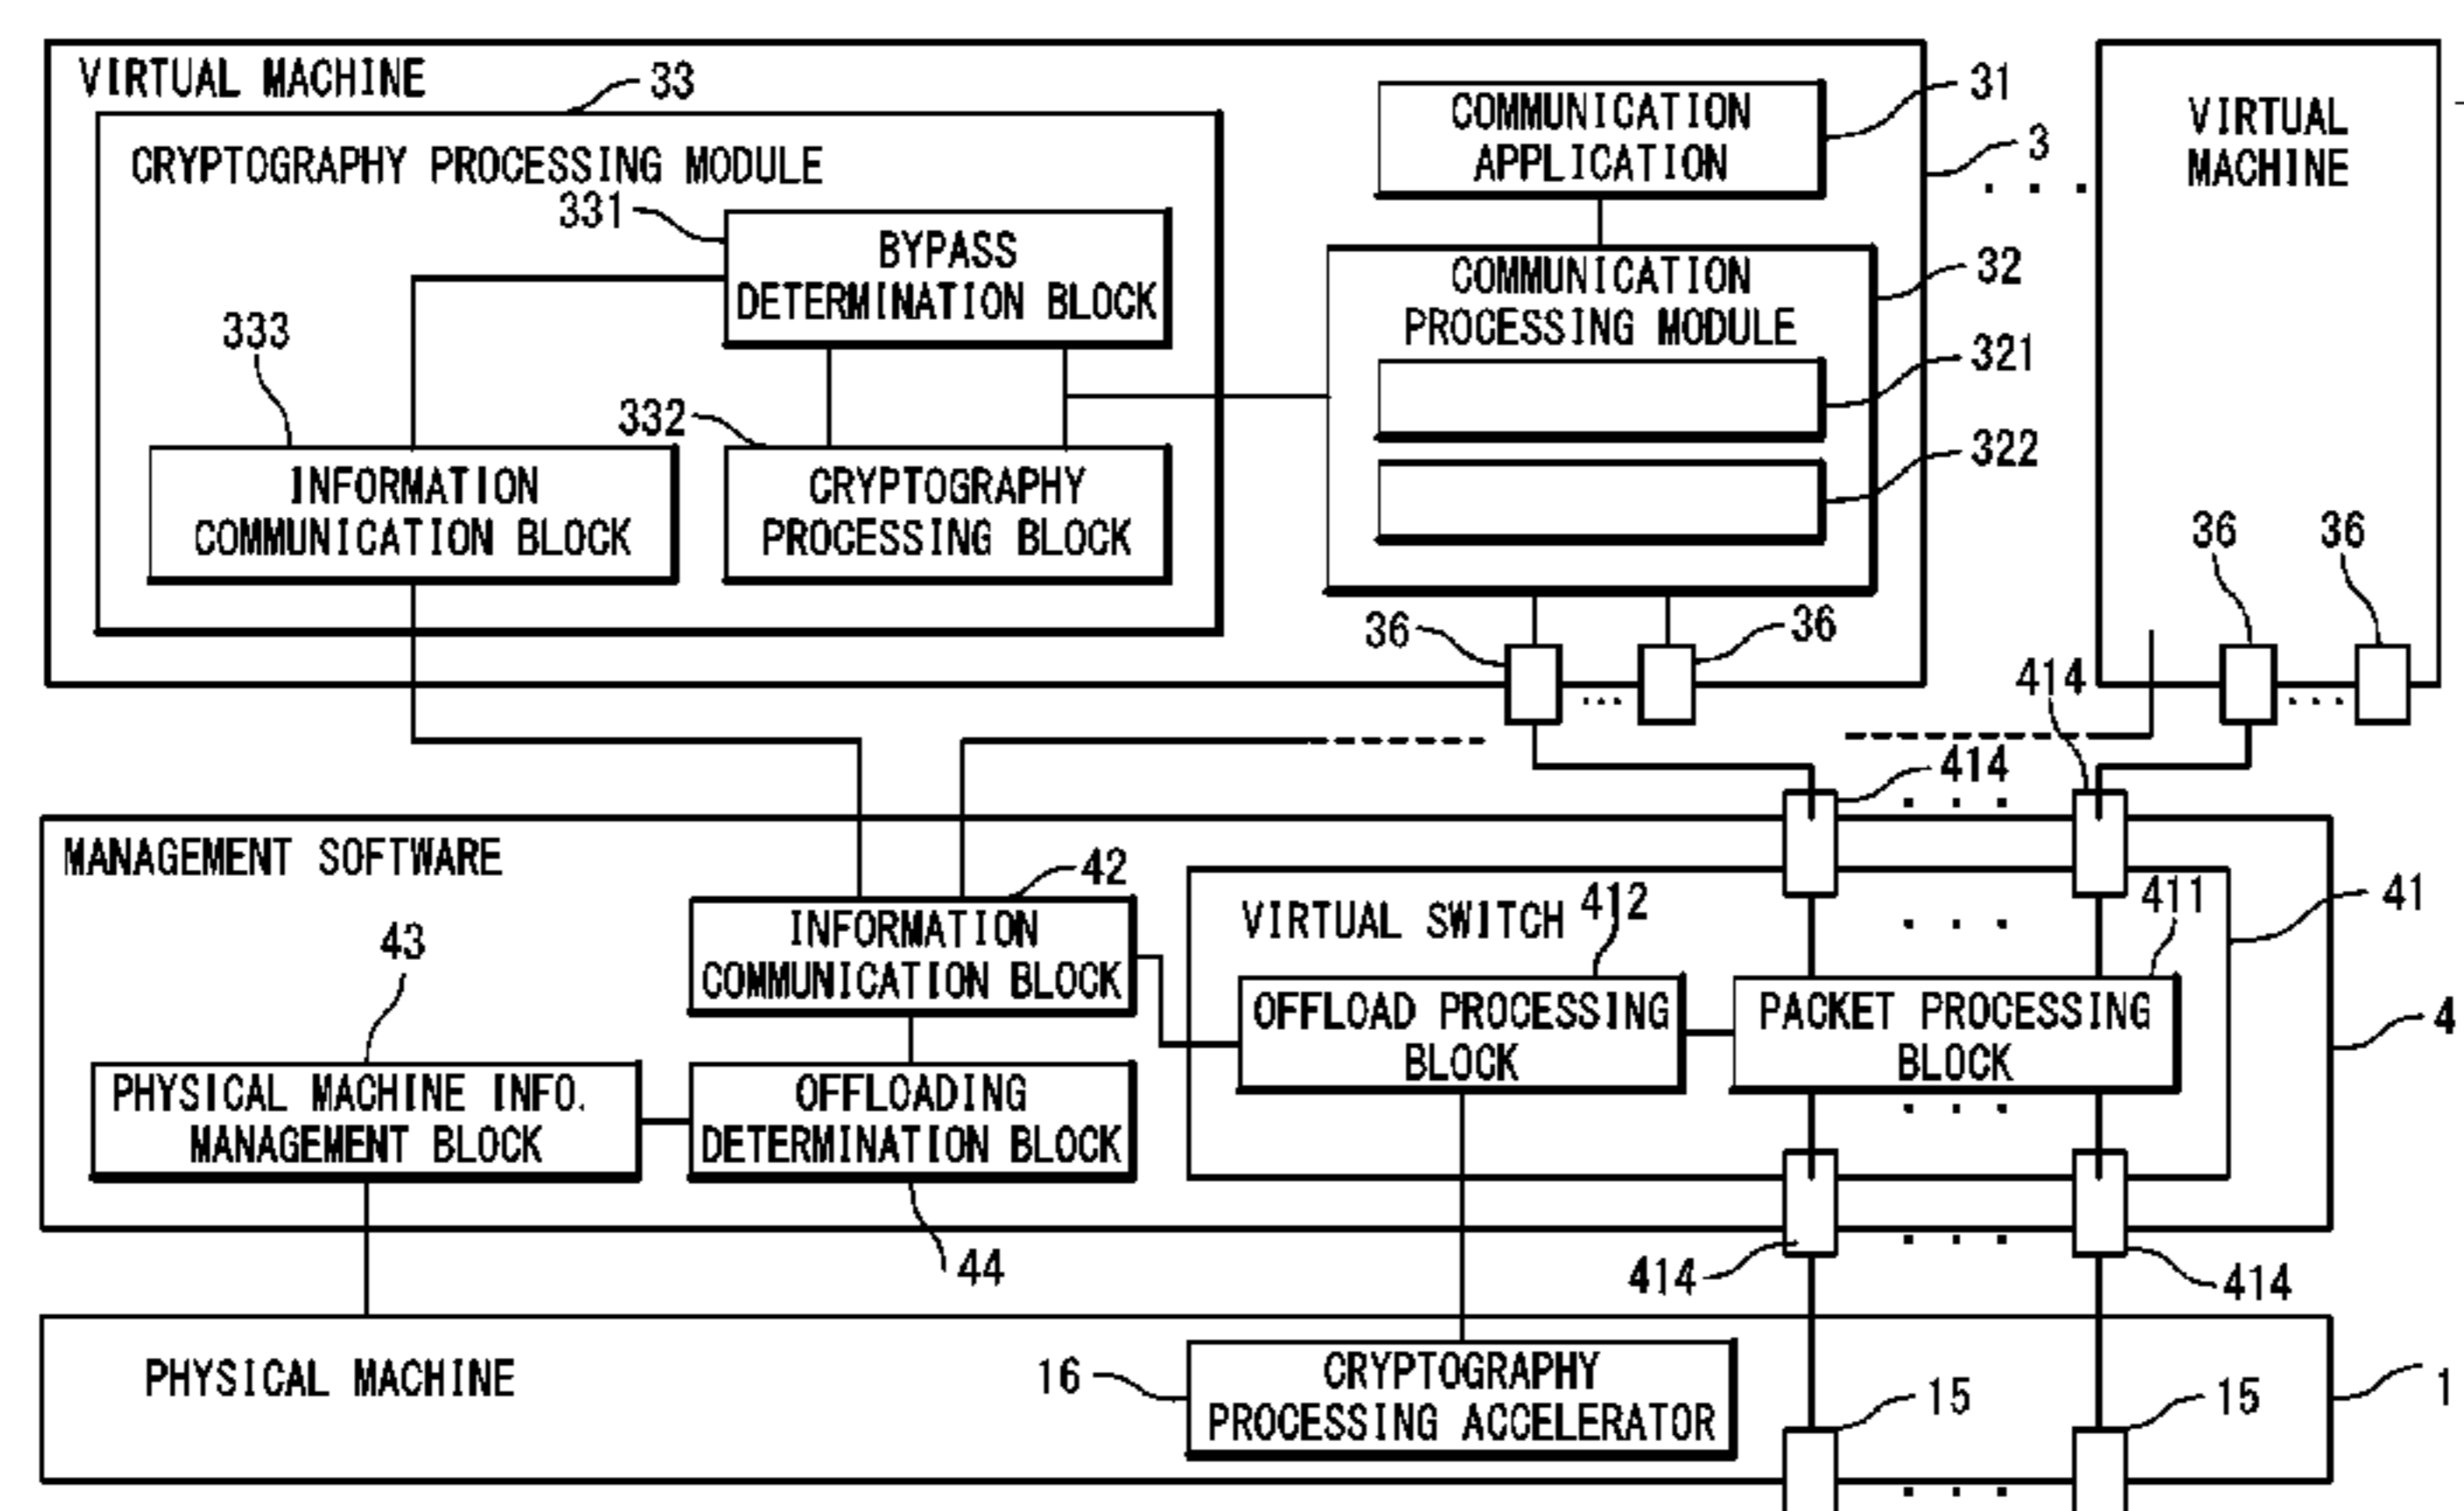 VIRTUAL MACHINE
33
CRYPTOGRAPHY PROCESSING MODULE
331
BYPASS
DETERMINATION BLOCK
333
332
INFORMATION
COMMUNICATION BLOCK
CRYPTOGRAPHY
PROCESSING BLOCK
COMMUNICATION
APPLICATION
31
3
. . .
COMMUNICATION
PROCESSING MODULE
32
321
322
36
36
...
VIRTUAL
MACHINE
36
36
...
414
414
. . .
MANAGEMENT SOFTWARE
42
INFORMATION
COMMUNICATION BLOCK
43
PHYSICAL MACHINE INFO.
MANAGEMENT BLOCK
OFFLOADING
DETERMINATION BLOCK
44
VIRTUAL SWITCH
412
411
41
. . .
OFFLOAD PROCESSING
BLOCK
PACKET PROCESSING
BLOCK
4
. . .
414
. . .
414
PHYSICAL MACHINE
16
CRYPTOGRAPHY
PROCESSING ACCELERATOR
15
15
1
. . .